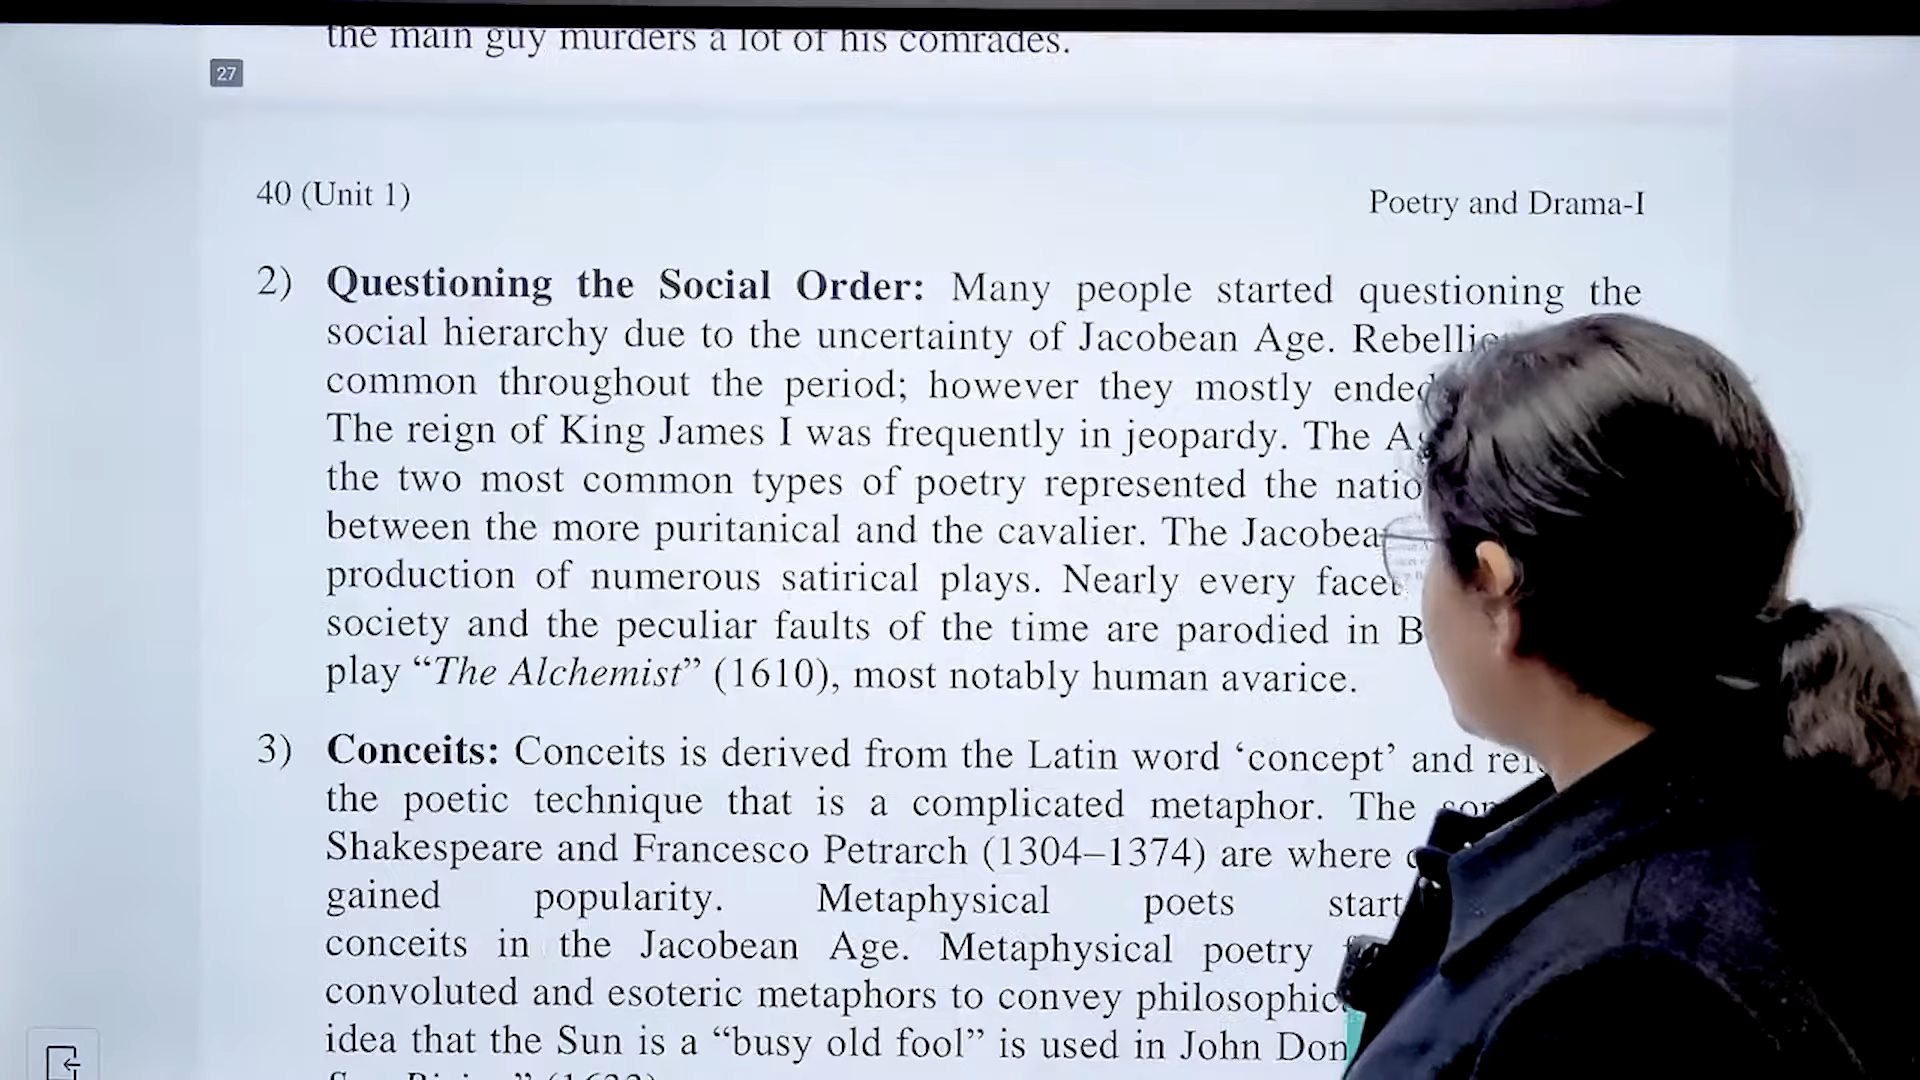 the main guy murders a lot of his comrades.
27
40 (Unit 1)
Poetry and Drama-I
2) Questioning the Social Order: Many people started questioning the
social hierarchy due to the uncertainty of Jacobean Age.
common throughout the period; however they mostly ended
The reign of King James I was frequently in jeopardy. The
the two most common types of poetry represented the
between the more puritanical and the cavalier. The
production of numerous satirical plays. Nearly every facet
society and the peculiar faults of the time are parodied in
play “The Alchemist” (1610), most notably human avarice.
3) Conceits: Conceits is derived from the Latin word ‘concept’ and
the poetic technique that is a complicated metaphor. The
Shakespeare and Francesco Petrarch (1304–1374) are where
gained popularity. Metaphysical poets
conceits in the Jacobean Age. Metaphysical poetry
convoluted and esoteric metaphors to convey
idea that the Sun is a “busy old fool” is used in John